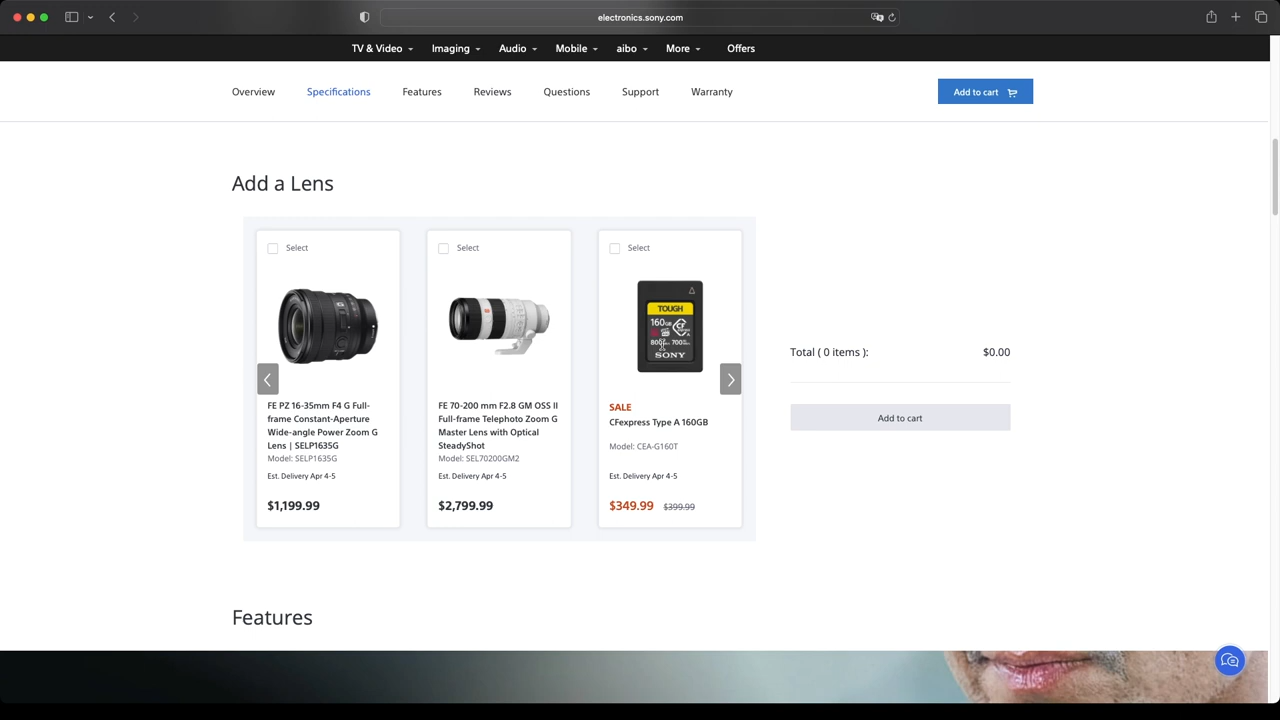 electronics.sony.com
TV & Video
Imaging
Audio
Mobile
aibo
More
Offers
Overview
Specifications
Features
Reviews
Questions
Support
Warranty
Add to cart
Add a Lens
Select
FE PZ 16-35mm F4 G Full-
frame Constant-Aperture
Wide-angle Power Zoom G
Lens | SELP1635G
Model: SELP1635G
Est. Delivery Apr 4-5
$1,199.99
Select
FE 70-200 mm F2.8 GM OSS II
Full-frame Telephoto Zoom G
Master Lens with Optical
SteadyShot
Model: SEL70200GM2
Est. Delivery Apr 4-5
$2,799.99
Select
TOUGH
160GB
SONY
SALE
CFexpress Type A 160GB
Model: CEA-G160T
Est. Delivery Apr 4-5
$349.99 $399.99
Total ( 0 items ): $0.00
Add to cart
Features